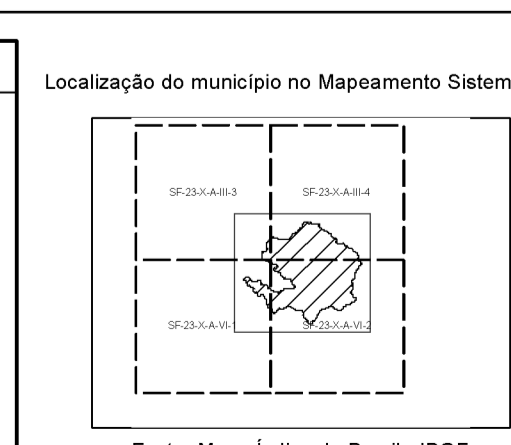 Localização do município no Mapeamento Sistem
SF-23-X-A-III-3 SF-23-X-A-III-4
SF-23-X-A-VI-1 SF-23-X-A-VI-2